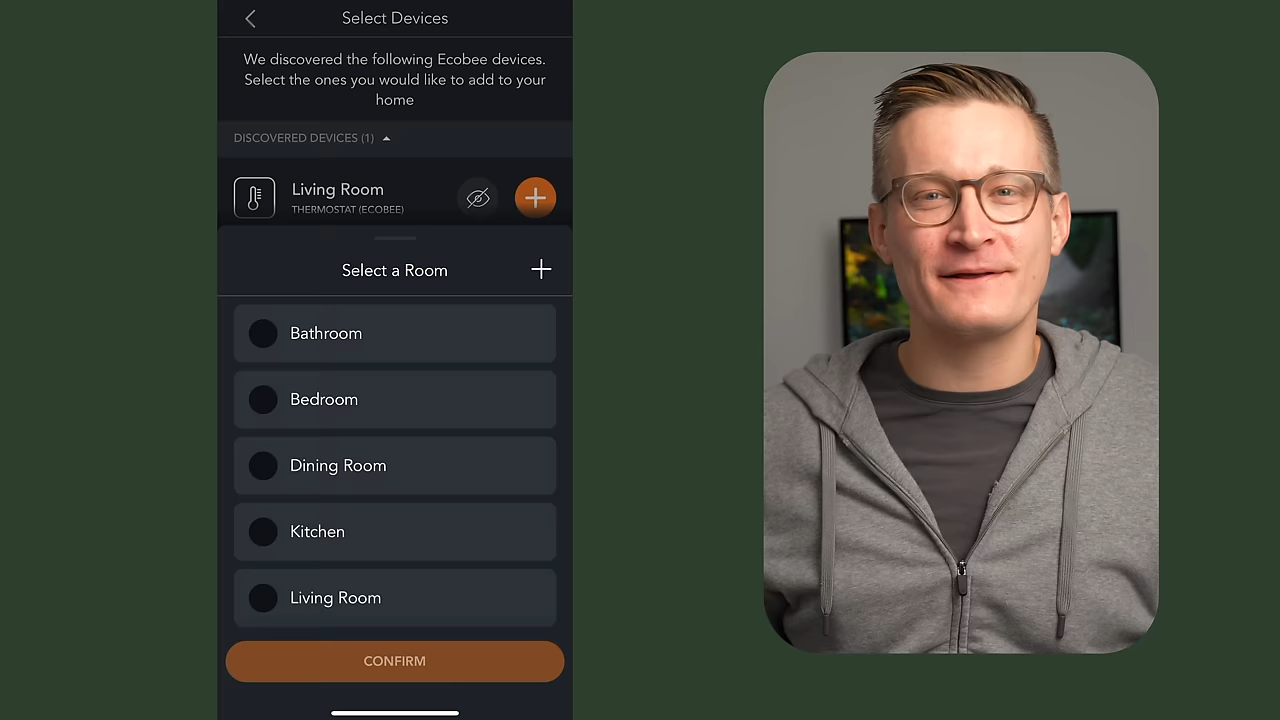 Select Devices
We discovered the following Ecobee devices.
Select the ones you would like to add to your
home
DISCOVERED DEVICES (1)
Living Room
THERMOSTAT (ECOBEE)
Select a Room
Bathroom
Bedroom
Dining Room
Kitchen
Living Room
CONFIRM